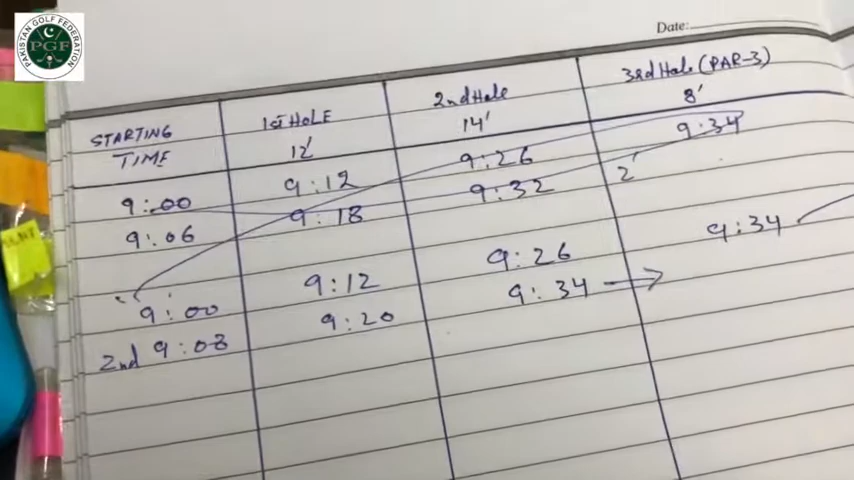 PAKISTAN GOLF FEDERATION
PGF
Date:
STARTING TIME 1st HOLE 12' 2nd Hole 14' 3rd Hole (PAR-3) 8'
9:00 9:12 9:26 9:34
9:06 9:18 9:32 2'
9:00 9:12 9:26 9:34
2nd 9:08 9:20 9:34